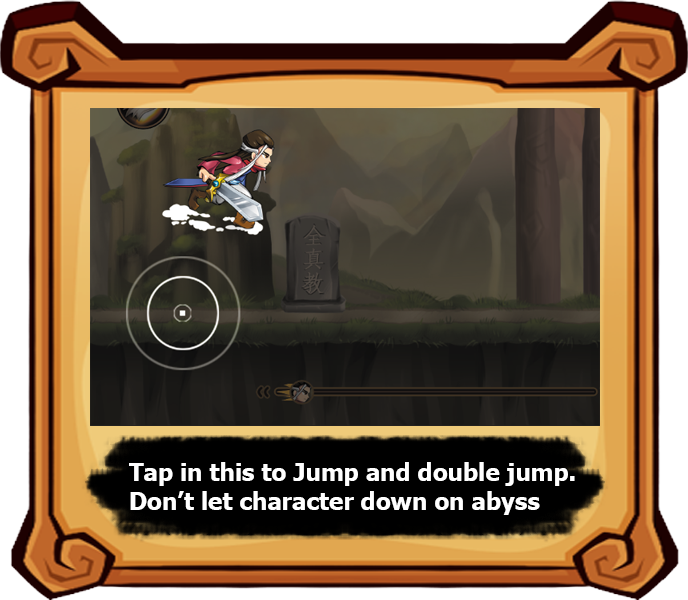 全真教
Tap in this to Jump and double jump.
Don’t let character down on abyss